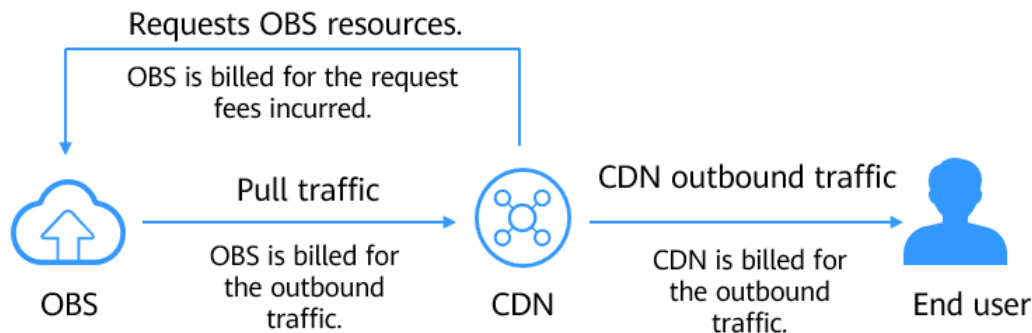 Requests OBS resources.
OBS is billed for the request
fees incurred.
Pull traffic
OBS is billed for
the outbound
traffic.
CDN outbound traffic
CDN is billed for
the outbound
traffic.
OBS
CDN
End user